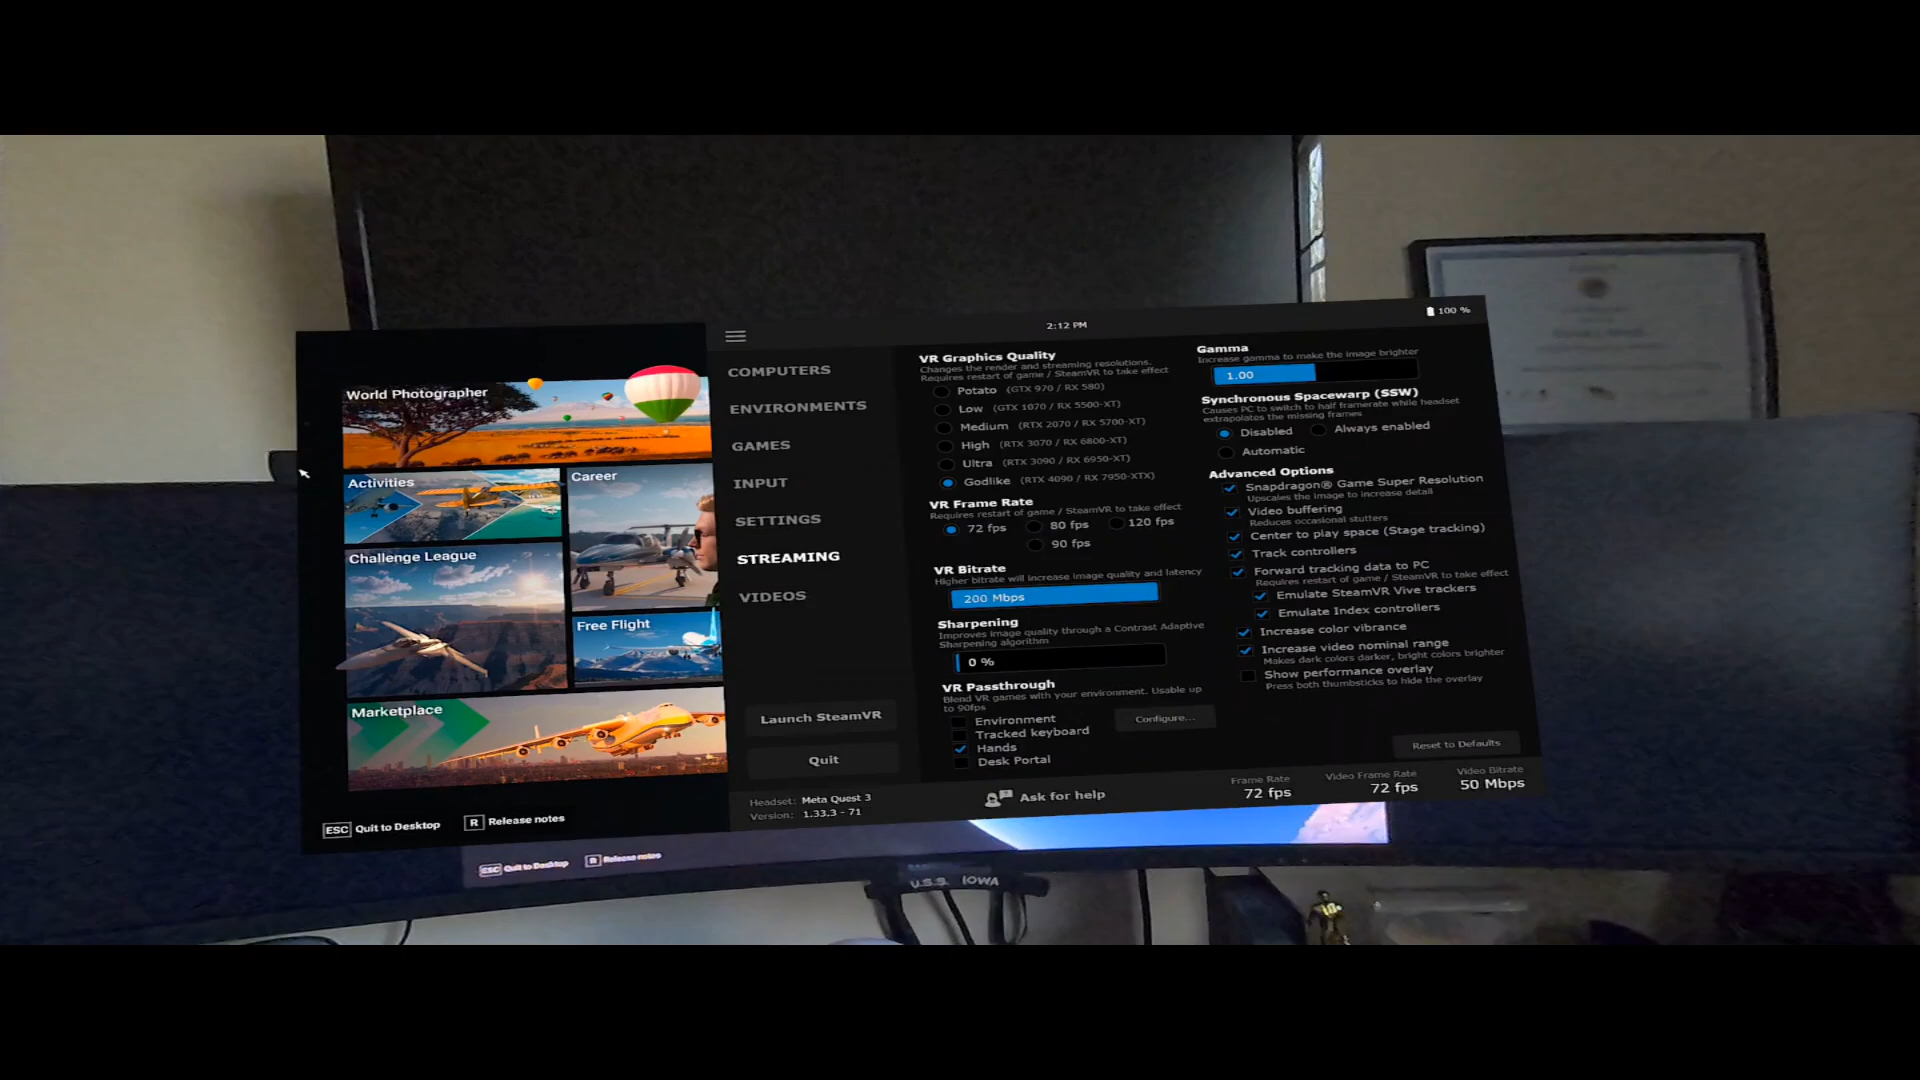 World Photographer
Activities
Career
Challenge League
Free Flight
Marketplace
ESC Quit to Desktop
R Release notes
2:12 PM
100 %
COMPUTERS
ENVIRONMENTS
GAMES
INPUT
SETTINGS
STREAMING
VIDEOS
Launch SteamVR
Quit
VR Graphics Quality
Changes the render and streaming resolutions.
Requires restart of game / SteamVR to take effect
Potato (GTX 970 / RX 580)
Low (GTX 1070 / RX 5500-XT)
Medium (RTX 2070 / RX 5700-XT)
High (RTX 3070 / RX 6800-XT)
Ultra (RTX 3090 / RX 6950-XT)
Godlike (RTX 4090 / RX 7950-XTX)
VR Frame Rate
Requires restart of game / SteamVR to take effect
72 fps 80 fps 120 fps
90 fps
VR Bitrate
Higher bitrate will increase image quality and latency
200 Mbps
Sharpening
Improves image quality through a Contrast Adaptive
Sharpening algorithm
0 %
VR Passthrough
Blend VR games with your environment. Usable up
to 90fps
Environment
Tracked keyboard
Hands
Desk Portal
Configure...
Gamma
Increase gamma to make the image brighter
1.00
Synchronous Spacewarp (SSW)
Causes PC to switch to half framerate while headset
extrapolates the missing frames
Disabled Always enabled
Automatic
Advanced Options
Snapdragon® Game Super Resolution
Upscales the image to increase detail
Video buffering
Reduces occasional stutters
Center to play space (Stage tracking)
Track controllers
Forward tracking data to PC
Requires restart of game / SteamVR to take effect
Emulate SteamVR Vive trackers
Emulate Index controllers
Increase color vibrance
Increase video nominal range
Makes dark colors darker, bright colors brighter
Show performance overlay
Press both thumbsticks to hide the overlay
Reset to Defaults
Headset: Meta Quest 3
Version: 1.33.3 - 71
Ask for help
Frame Rate
72 fps
Video Frame Rate
72 fps
Video Bitrate
50 Mbps
ESC Quit to Desktop
R Release notes
U.S.S. IOWA